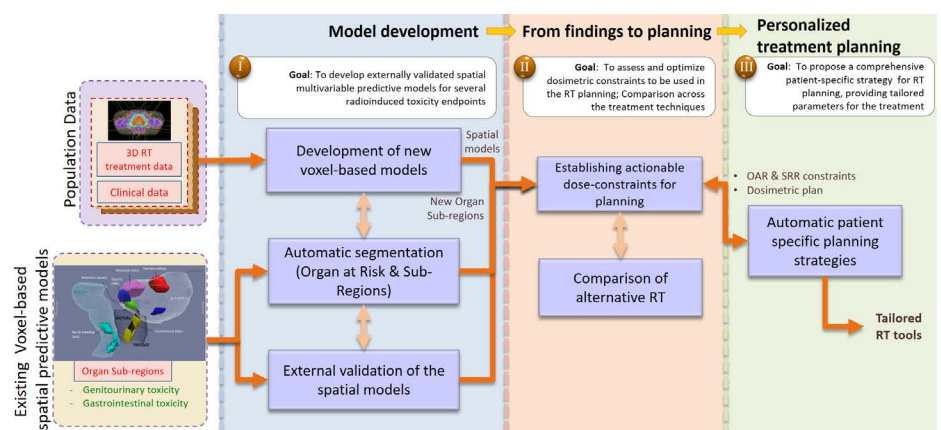 Model development
From findings to planning
Personalized
treatment planning
I
Goal: To develop externally validated spatial
multivariable predictive models for several
radioinduced toxicity endpoints
II
Goal: To assess and optimize
dosimetric constraints to be used in
the RT planning; Comparison across
the treatment techniques
III
Goal: To propose a comprehensive
patient-specific strategy for RT
planning, providing tailored
parameters for the treatment
Population Data
3D RT
treatment data
Clinical data
Existing Voxel-based
spatial predictive models
Organ Sub-regions
- Genitourinary toxicity
- Gastrointestinal toxicity
Development of new
voxel-based models
Spatial
models
New Organ
Sub-regions
Automatic segmentation
(Organ at Risk & Sub-
Regions)
External validation of the
spatial models
Establishing actionable
dose-constraints for
planning
Comparison of
alternative RT
• OAR & SRR constraints
• Dosimetric plan
Automatic patient
specific planning
strategies
Tailored
RT tools